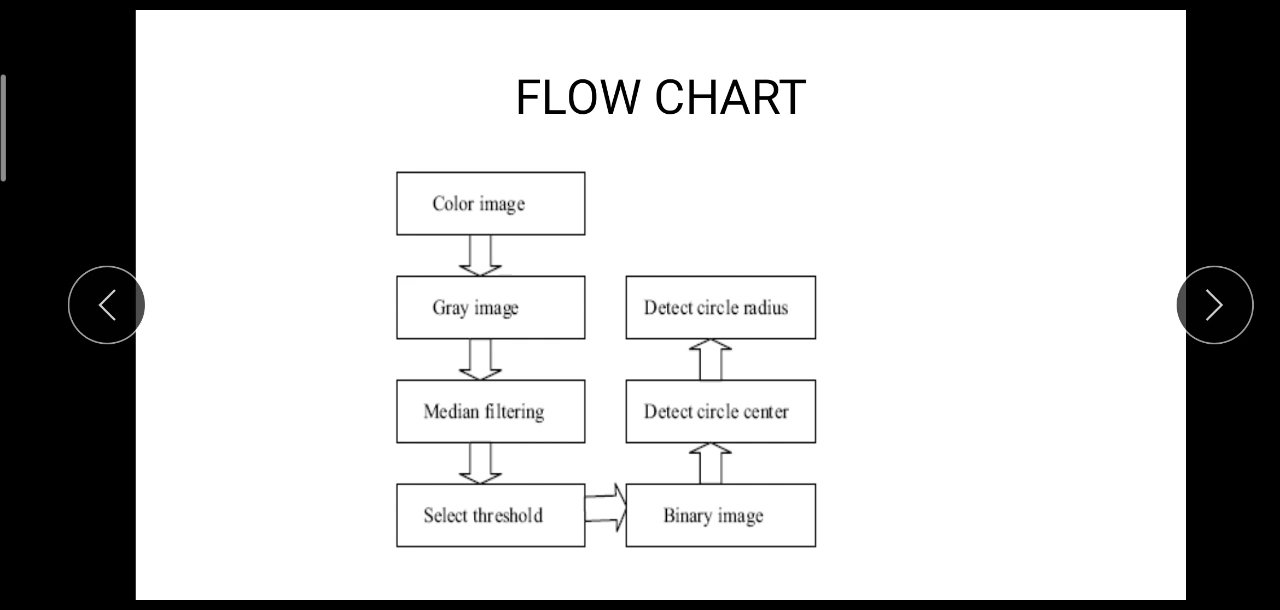 FLOW CHART
Color image
Gray image
Median filtering
Select threshold
Binary image
Detect circle center
Detect circle radius